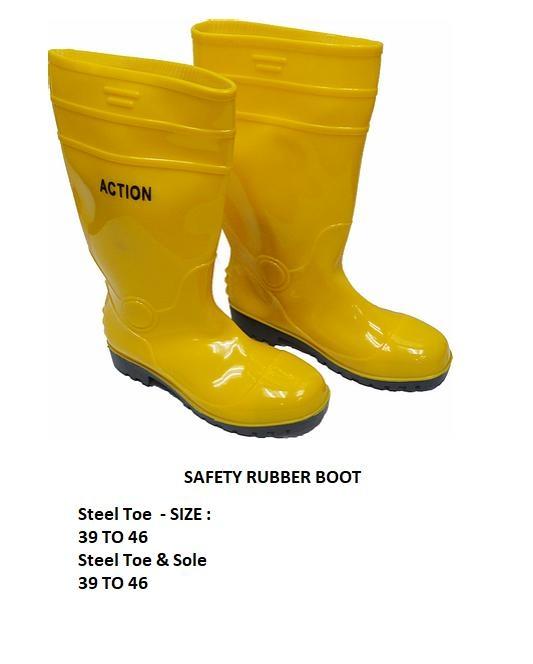 ACTION
SAFETY RUBBER BOOT
Steel Toe - SIZE :
39 TO 46
Steel Toe & Sole
39 TO 46